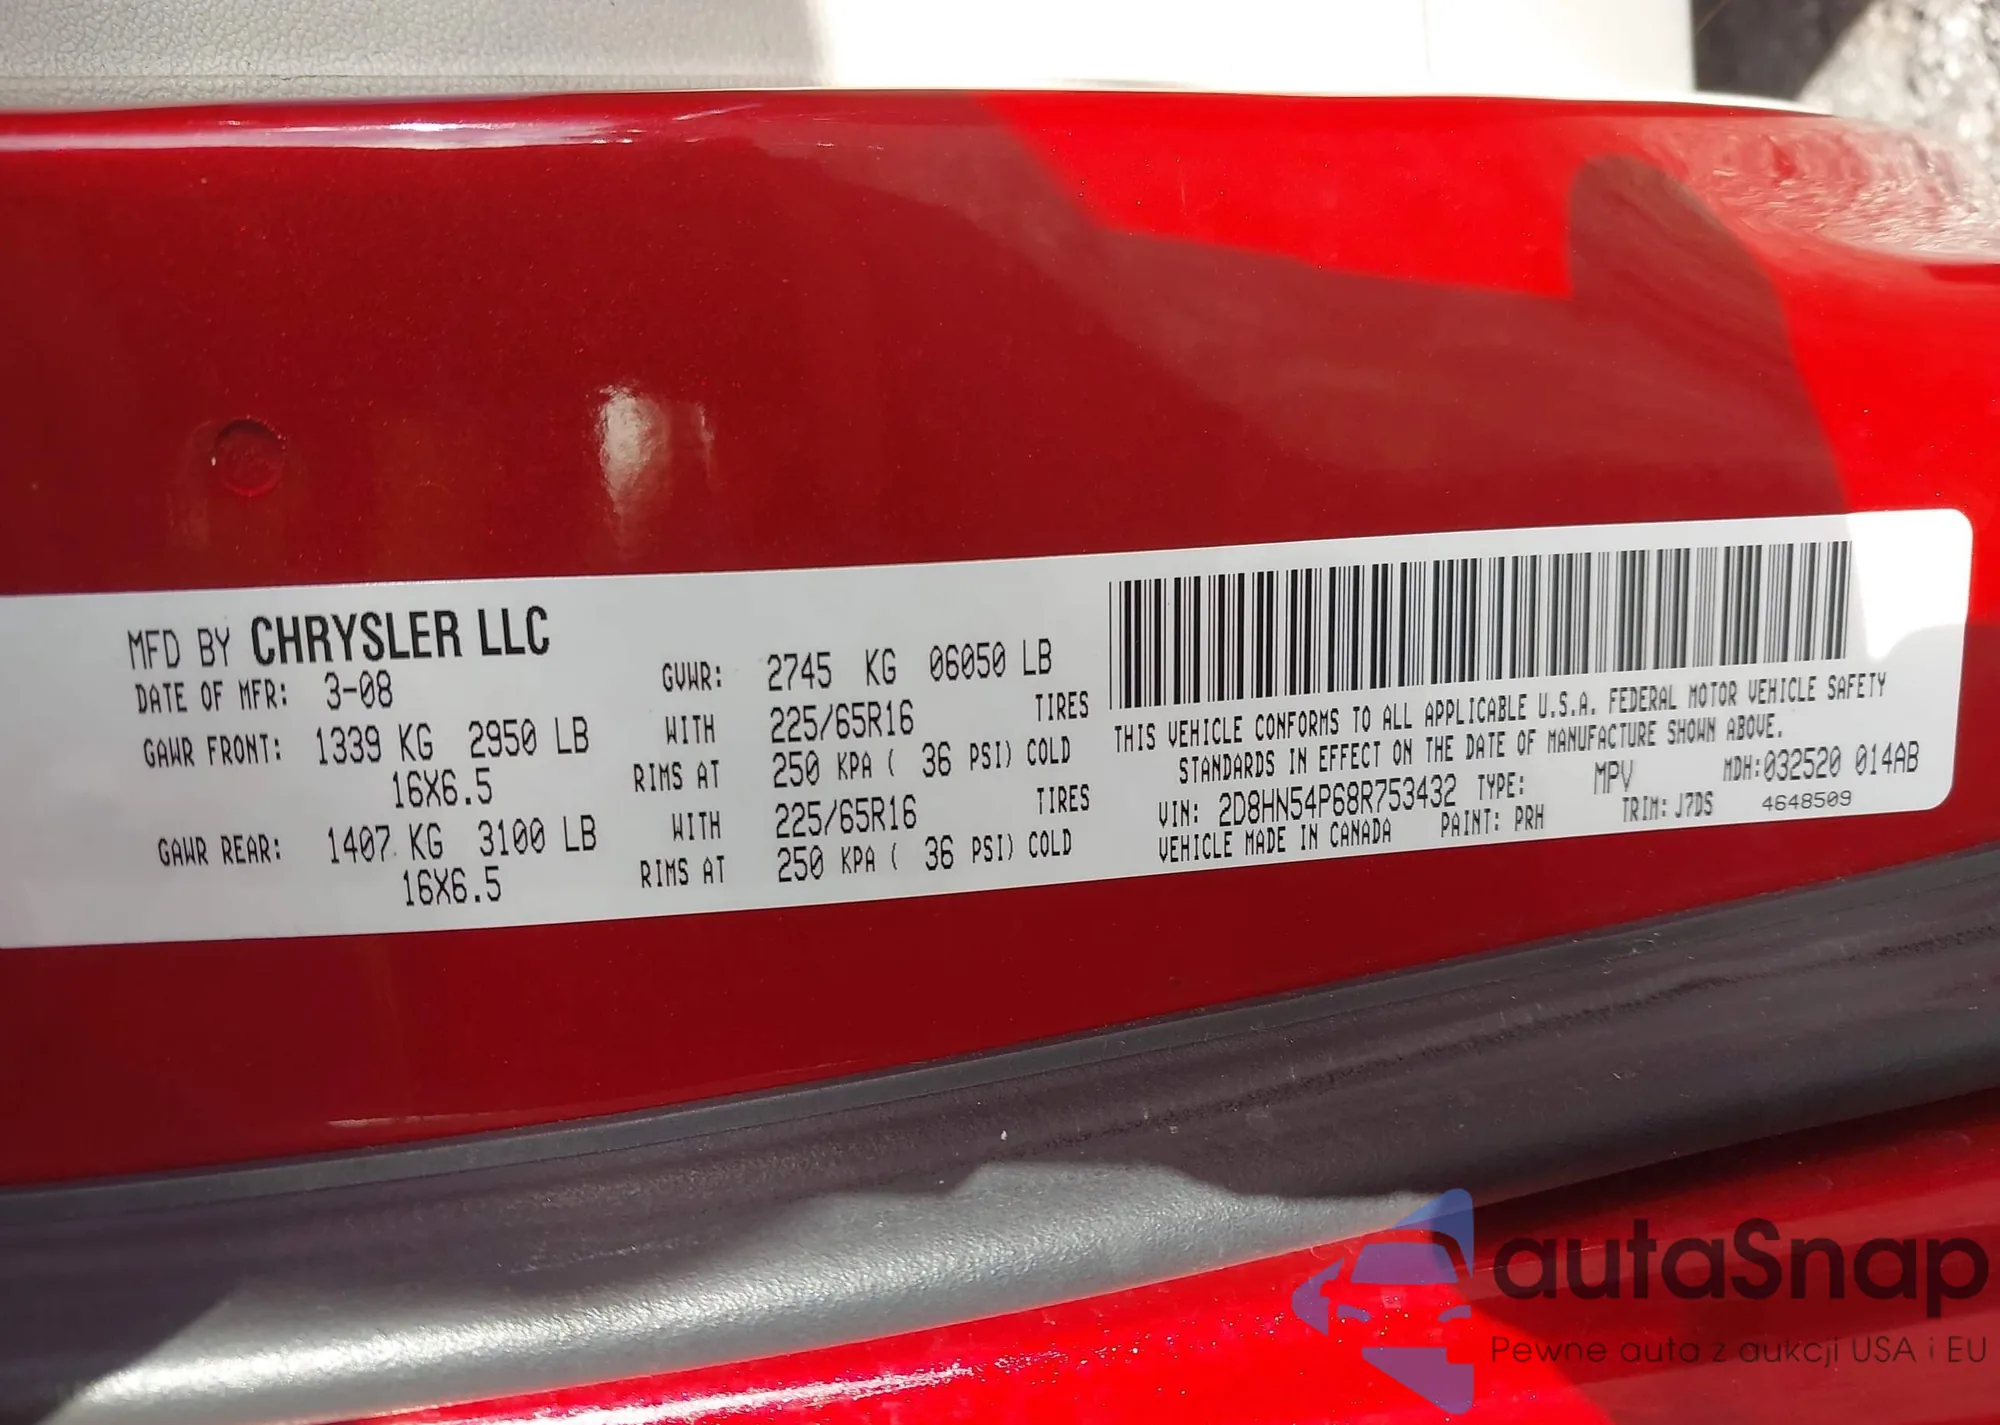 MFD BY CHRYSLER LLC
DATE OF MFR: 3-08 GVWR: 2745 KG 06050 LB
GAWR FRONT: 1339 KG 2950 LB WITH 225/65R16 TIRES
16X6.5 RIMS AT 250 KPA ( 36 PSI) COLD
GAWR REAR: 1407 KG 3100 LB WITH 225/65R16 TIRES
16X6.5 RIMS AT 250 KPA ( 36 PSI) COLD
THIS VEHICLE CONFORMS TO ALL APPLICABLE U.S.A. FEDERAL MOTOR VEHICLE SAFETY
STANDARDS IN EFFECT ON THE DATE OF MANUFACTURE SHOWN ABOVE.
VIN: 2D8HN54P68R753432 TYPE: MPV MDH:032520 014AB
VEHICLE MADE IN CANADA PAINT: PRH TRIM: J7DS 4648509
autaSnap
Pewne auta z aukcji USA i EU